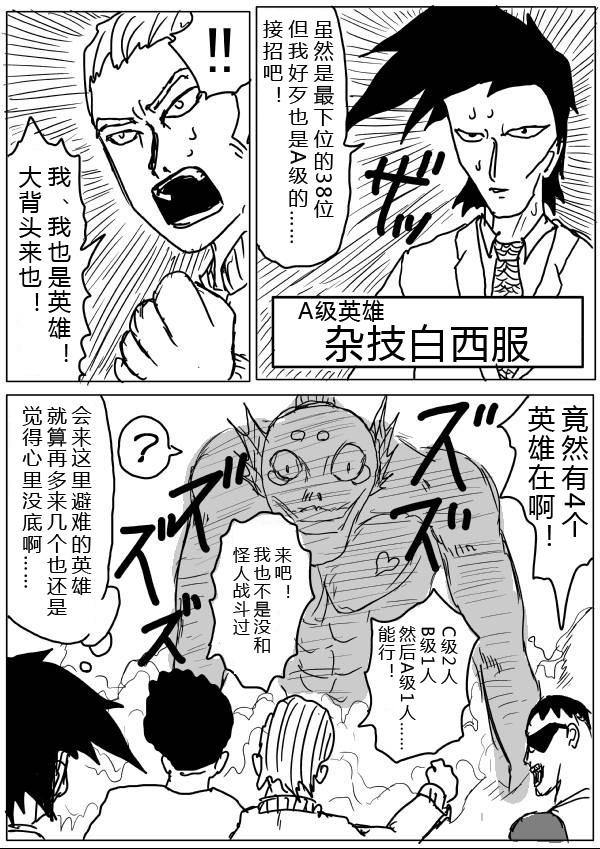 虽然是最下位的38位
但我好歹也是A级的……
接招吧！
ザッ
A级英雄
杂技白西服
!!
我、我也是英雄！
大背头来也！
竟然有4个
英雄在啊！
ズズズズ
C级2人
B级1人
然后A级1人……
能行！
来吧！
我也不是没和
怪人战斗过
?
会来这里避难的英雄
就算再多来几个也还是
觉得心里没底啊……